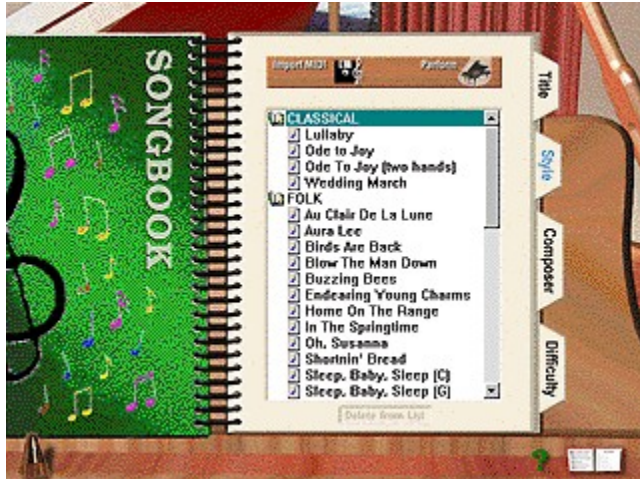 SONGBOOK
Import MIDI Perform
CLASSICAL
Lullaby
Ode to Joy
Ode To Joy (two hands)
Wedding March
FOLK
Au Clair De La Lune
Aura Lee
Birds Are Back
Blow The Man Down
Buzzing Bees
Endearing Young Charms
Home On The Range
In The Springtime
Oh, Susanna
Shortnin' Bread
Sleep, Baby, Sleep (C)
Sleep, Baby, Sleep (G)
Delete from List
Title
Style
Composer
Difficulty
?